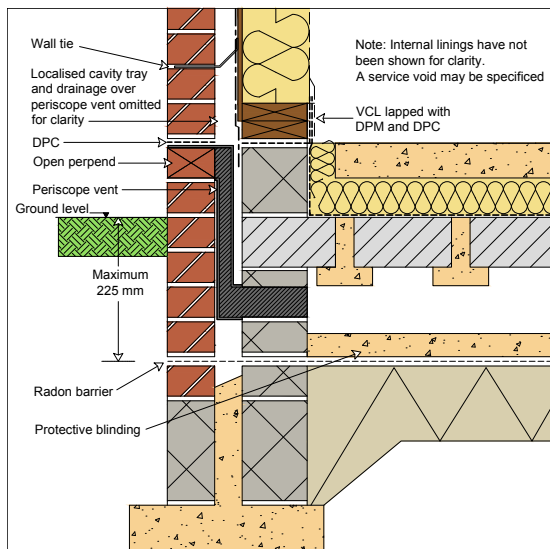 Wall tie
Localised cavity tray
and drainage over
periscope vent omitted
for clarity
DPC
Open perpend
Periscope vent
Ground level
Maximum
225 mm
Radon barrier
Protective blinding
Note: Internal linings have not
been shown for clarity.
A service void may be specificed
VCL lapped with
DPM and DPC